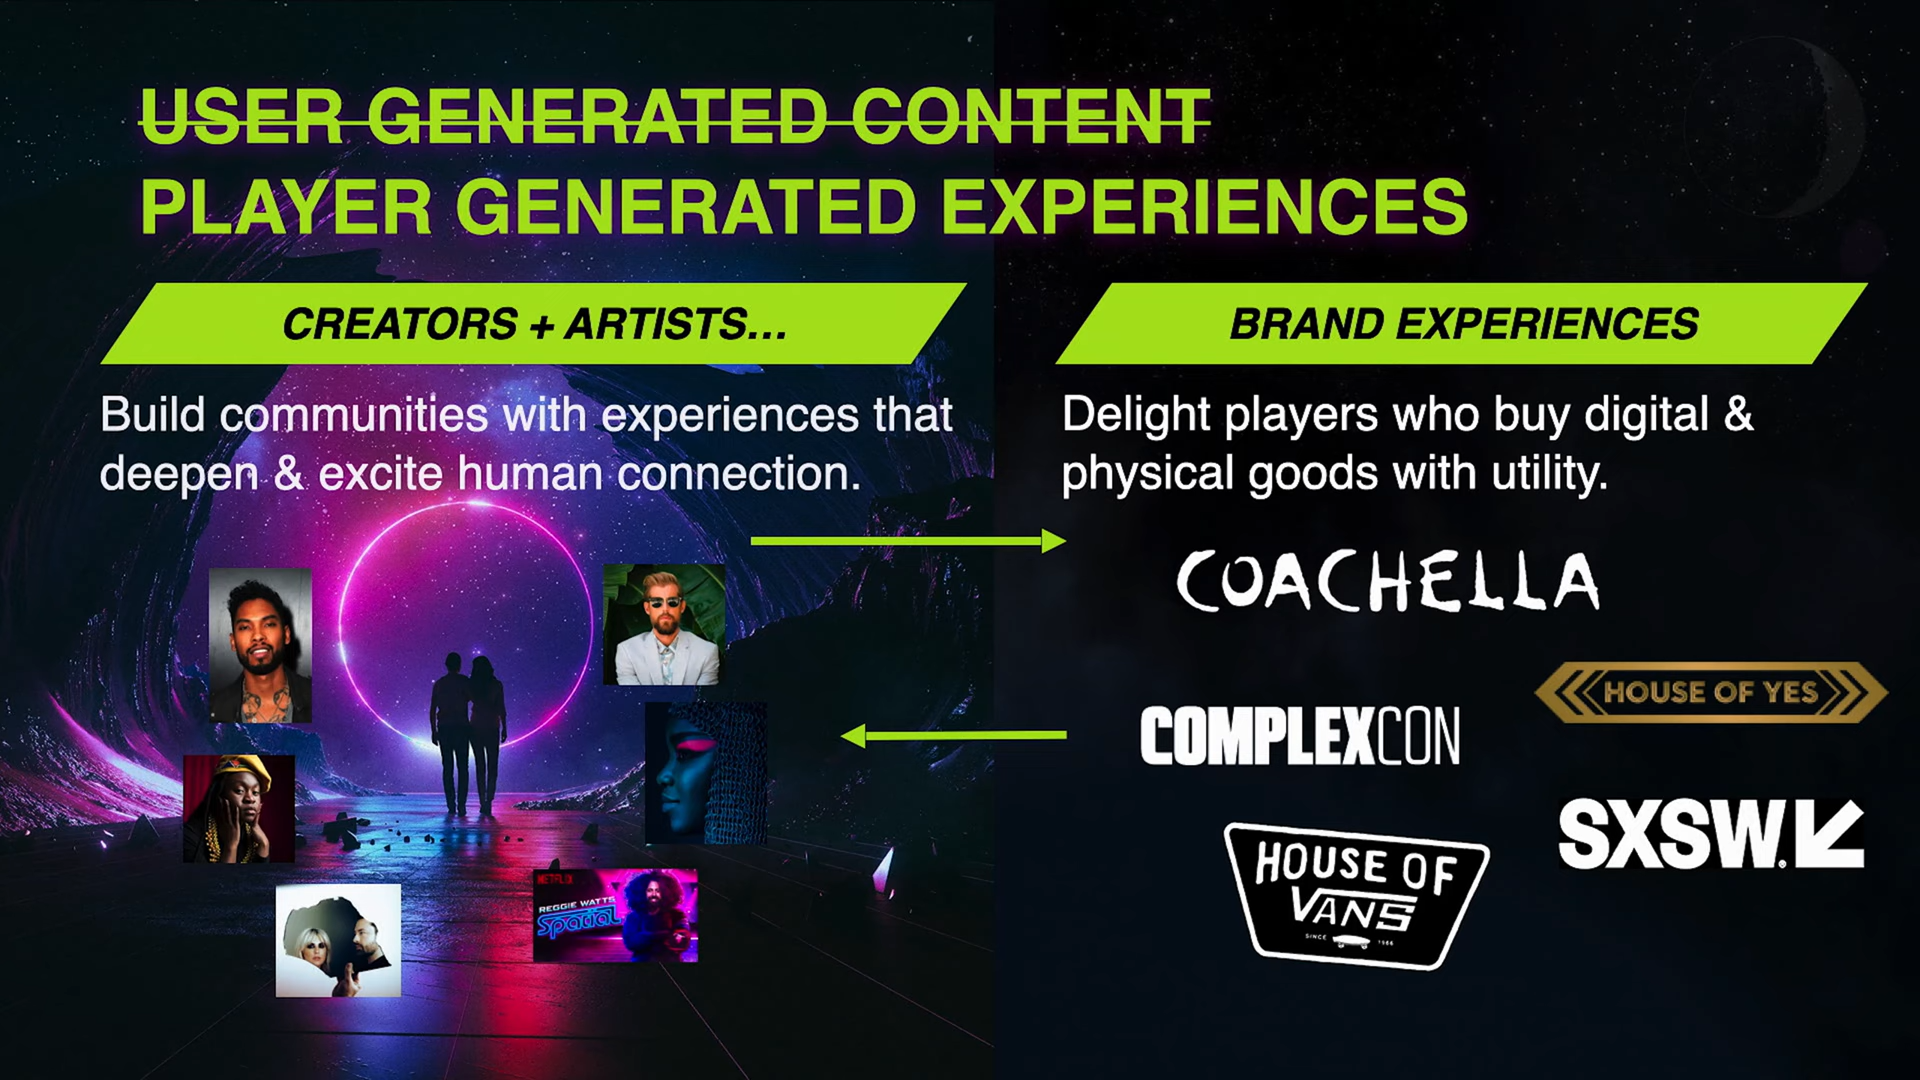 USER GENERATED CONTENT
PLAYER GENERATED EXPERIENCES
CREATORS + ARTISTS...
Build communities with experiences that
deepen & excite human connection.
NETFLIX
REGGIE WATTS
Spatial
BRAND EXPERIENCES
Delight players who buy digital &
physical goods with utility.
COACHELLA
HOUSE OF YES
COMPLEXCON
SXSW.
HOUSE OF
VANS
SINCE 1966